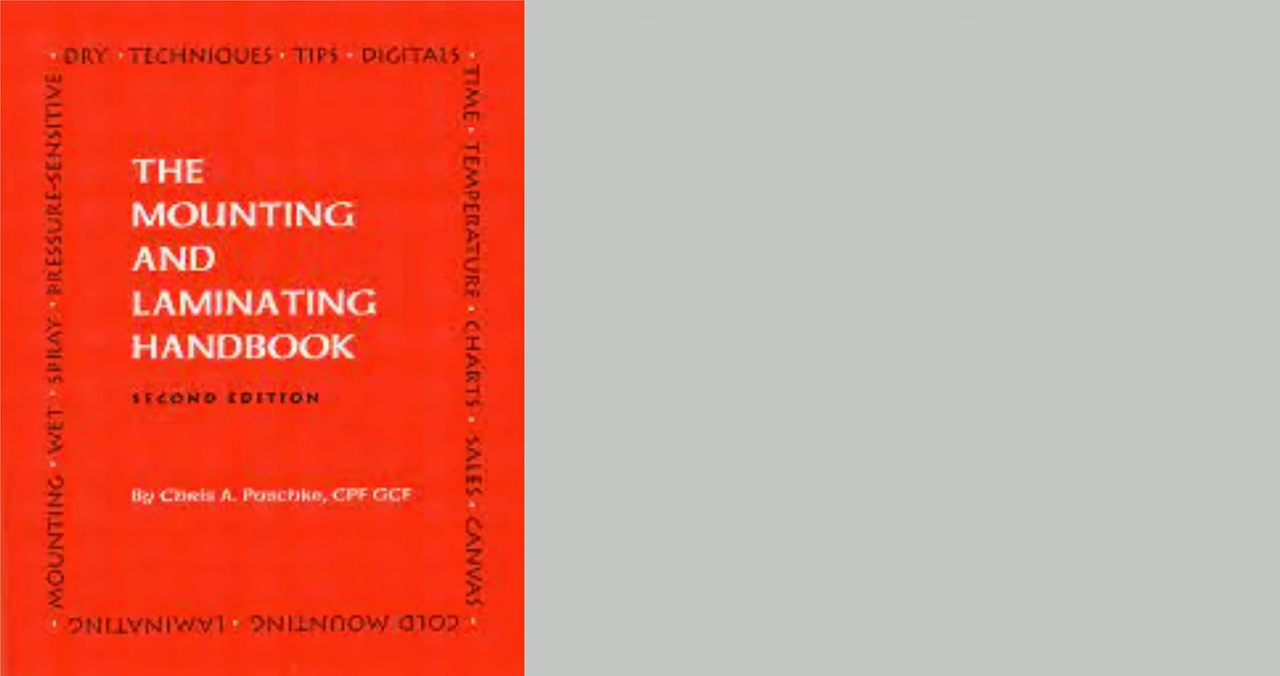 · DRY · TECHNIQUES · TIPS · DIGITALS ·
TIME · TEMPERATURE · CHARTS · SALES · CANVAS
· COLD MOUNTING · LAMINATING ·
MOUNTING · WET · SPRAY · PRESSURE-SENSITIVE
THE
MOUNTING
AND
LAMINATING
HANDBOOK
SECOND EDITION
By Chris A. Paschke, CPF GCF